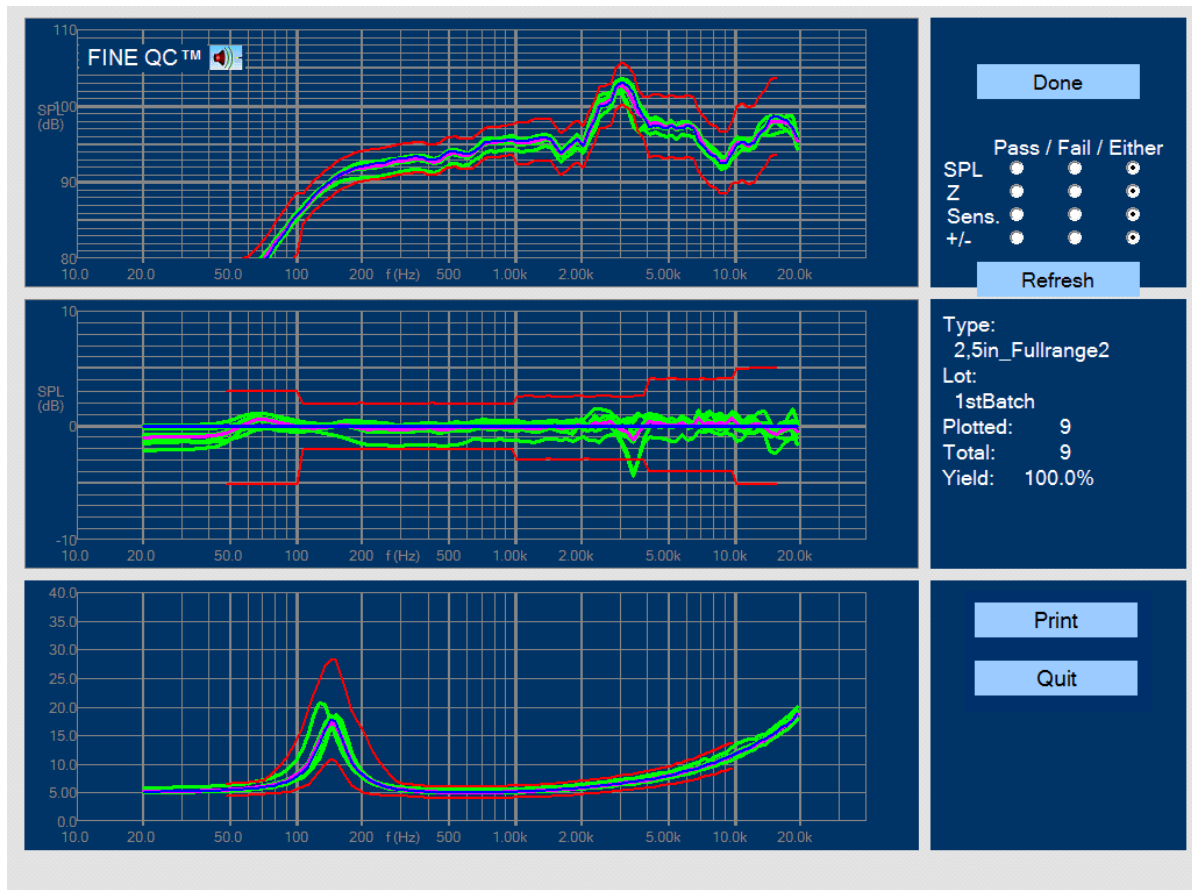 110
FINE QC™
SPL
100
(dB)
90
80
10.0 20.0 50.0 100 200 f (Hz) 500 1.00k 2.00k 5.00k 10.0k 20.0k
10
SPL
(dB)
0
-10
10.0 20.0 50.0 100 200 f (Hz) 500 1.00k 2.00k 5.00k 10.0k 20.0k
40.0
35.0
30.0
25.0
20.0
15.0
10.0
5.00
0.0
10.0 20.0 50.0 100 200 f (Hz) 500 1.00k 2.00k 5.00k 10.0k 20.0k
Done
Pass / Fail / Either
SPL
Z
Sens.
+/-
Refresh
Type:
2,5in_Fullrange2
Lot:
1stBatch
Plotted: 9
Total: 9
Yield: 100.0%
Print
Quit